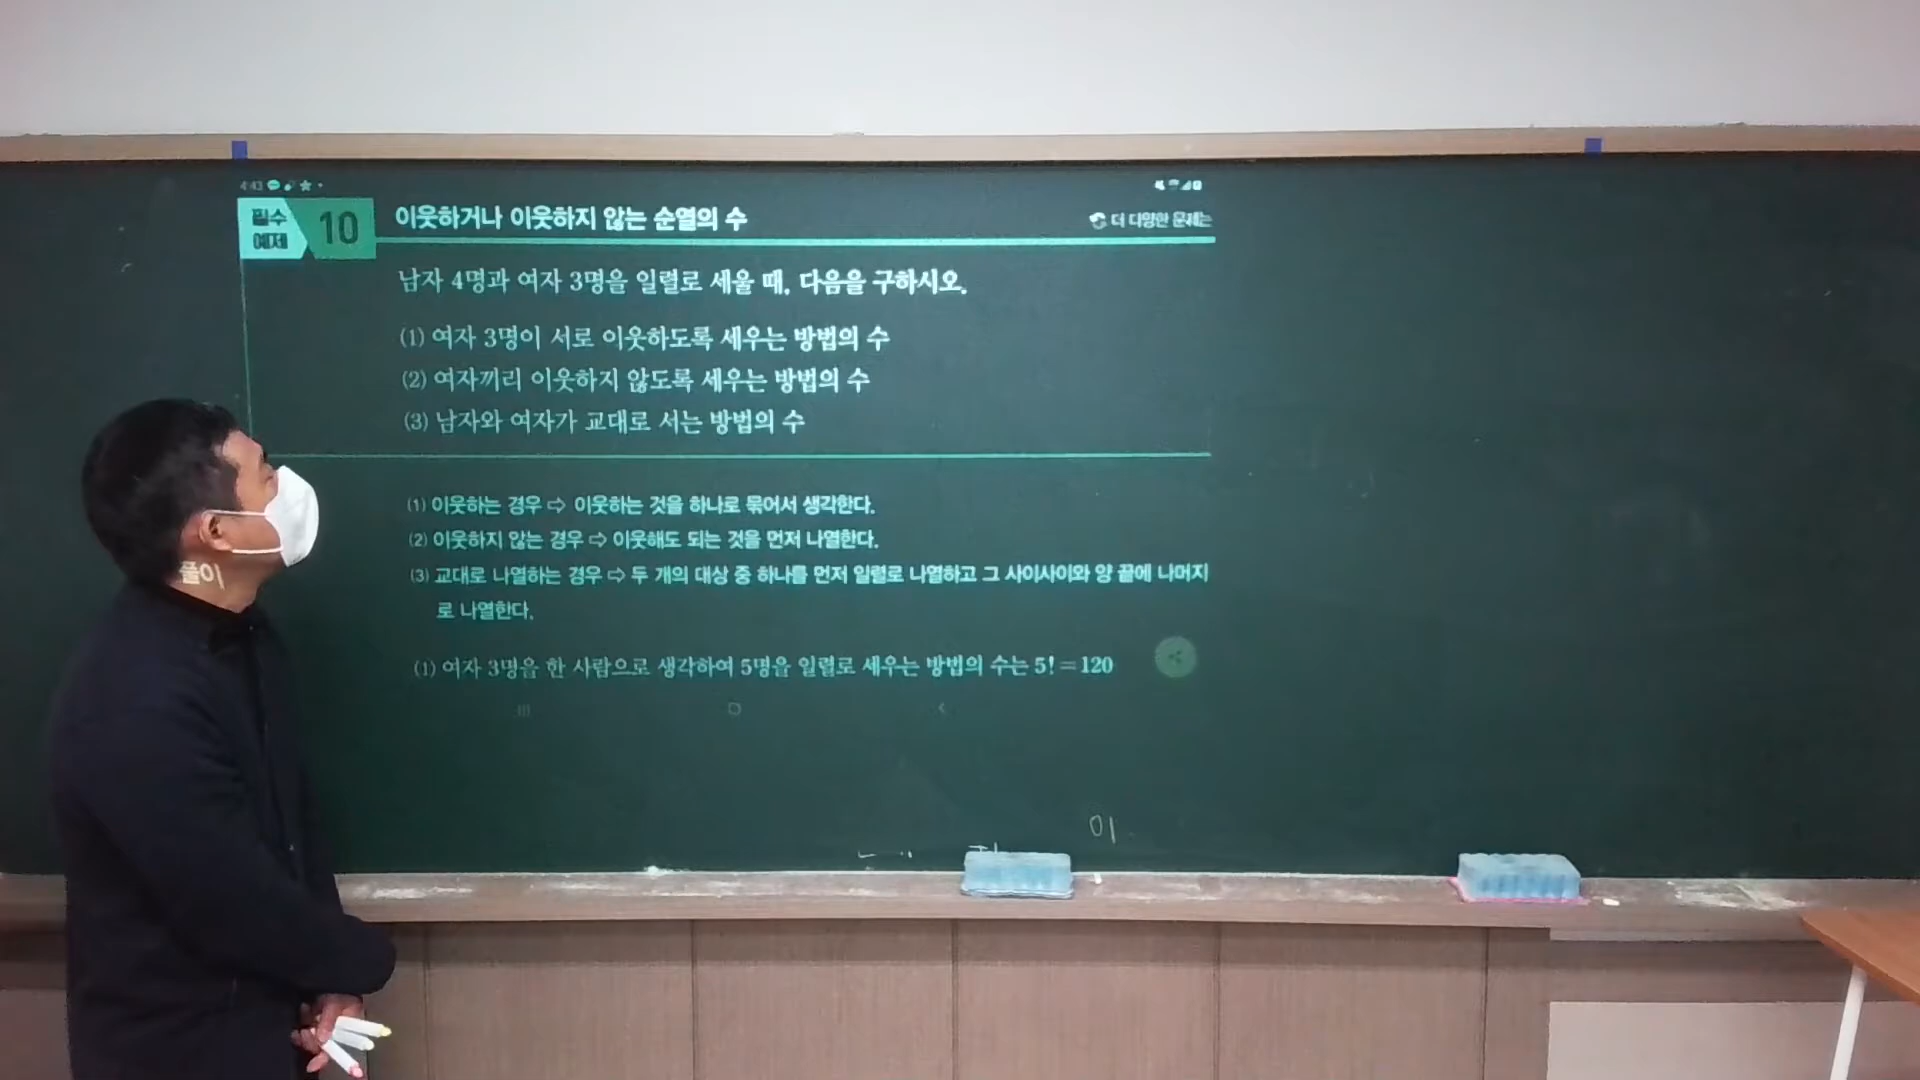 4:43
필수 예제 10 이웃하거나 이웃하지 않는 순열의 수 더 다양한 문제는
남자 4명과 여자 3명을 일렬로 세울 때, 다음을 구하시오.
(1) 여자 3명이 서로 이웃하도록 세우는 방법의 수
(2) 여자끼리 이웃하지 않도록 세우는 방법의 수
(3) 남자와 여자가 교대로 서는 방법의 수
(1) 이웃하는 경우 ⇨ 이웃하는 것을 하나로 묶어서 생각한다.
(2) 이웃하지 않는 경우 ⇨ 이웃해도 되는 것을 먼저 나열한다.
풀이
(3) 교대로 나열하는 경우 ⇨ 두 개의 대상 중 하나를 먼저 일렬로 나열하고 그 사이사이와 양 끝에 나머지
로 나열한다.
(1) 여자 3명을 한 사람으로 생각하여 5명을 일렬로 세우는 방법의 수는 5! = 120
이